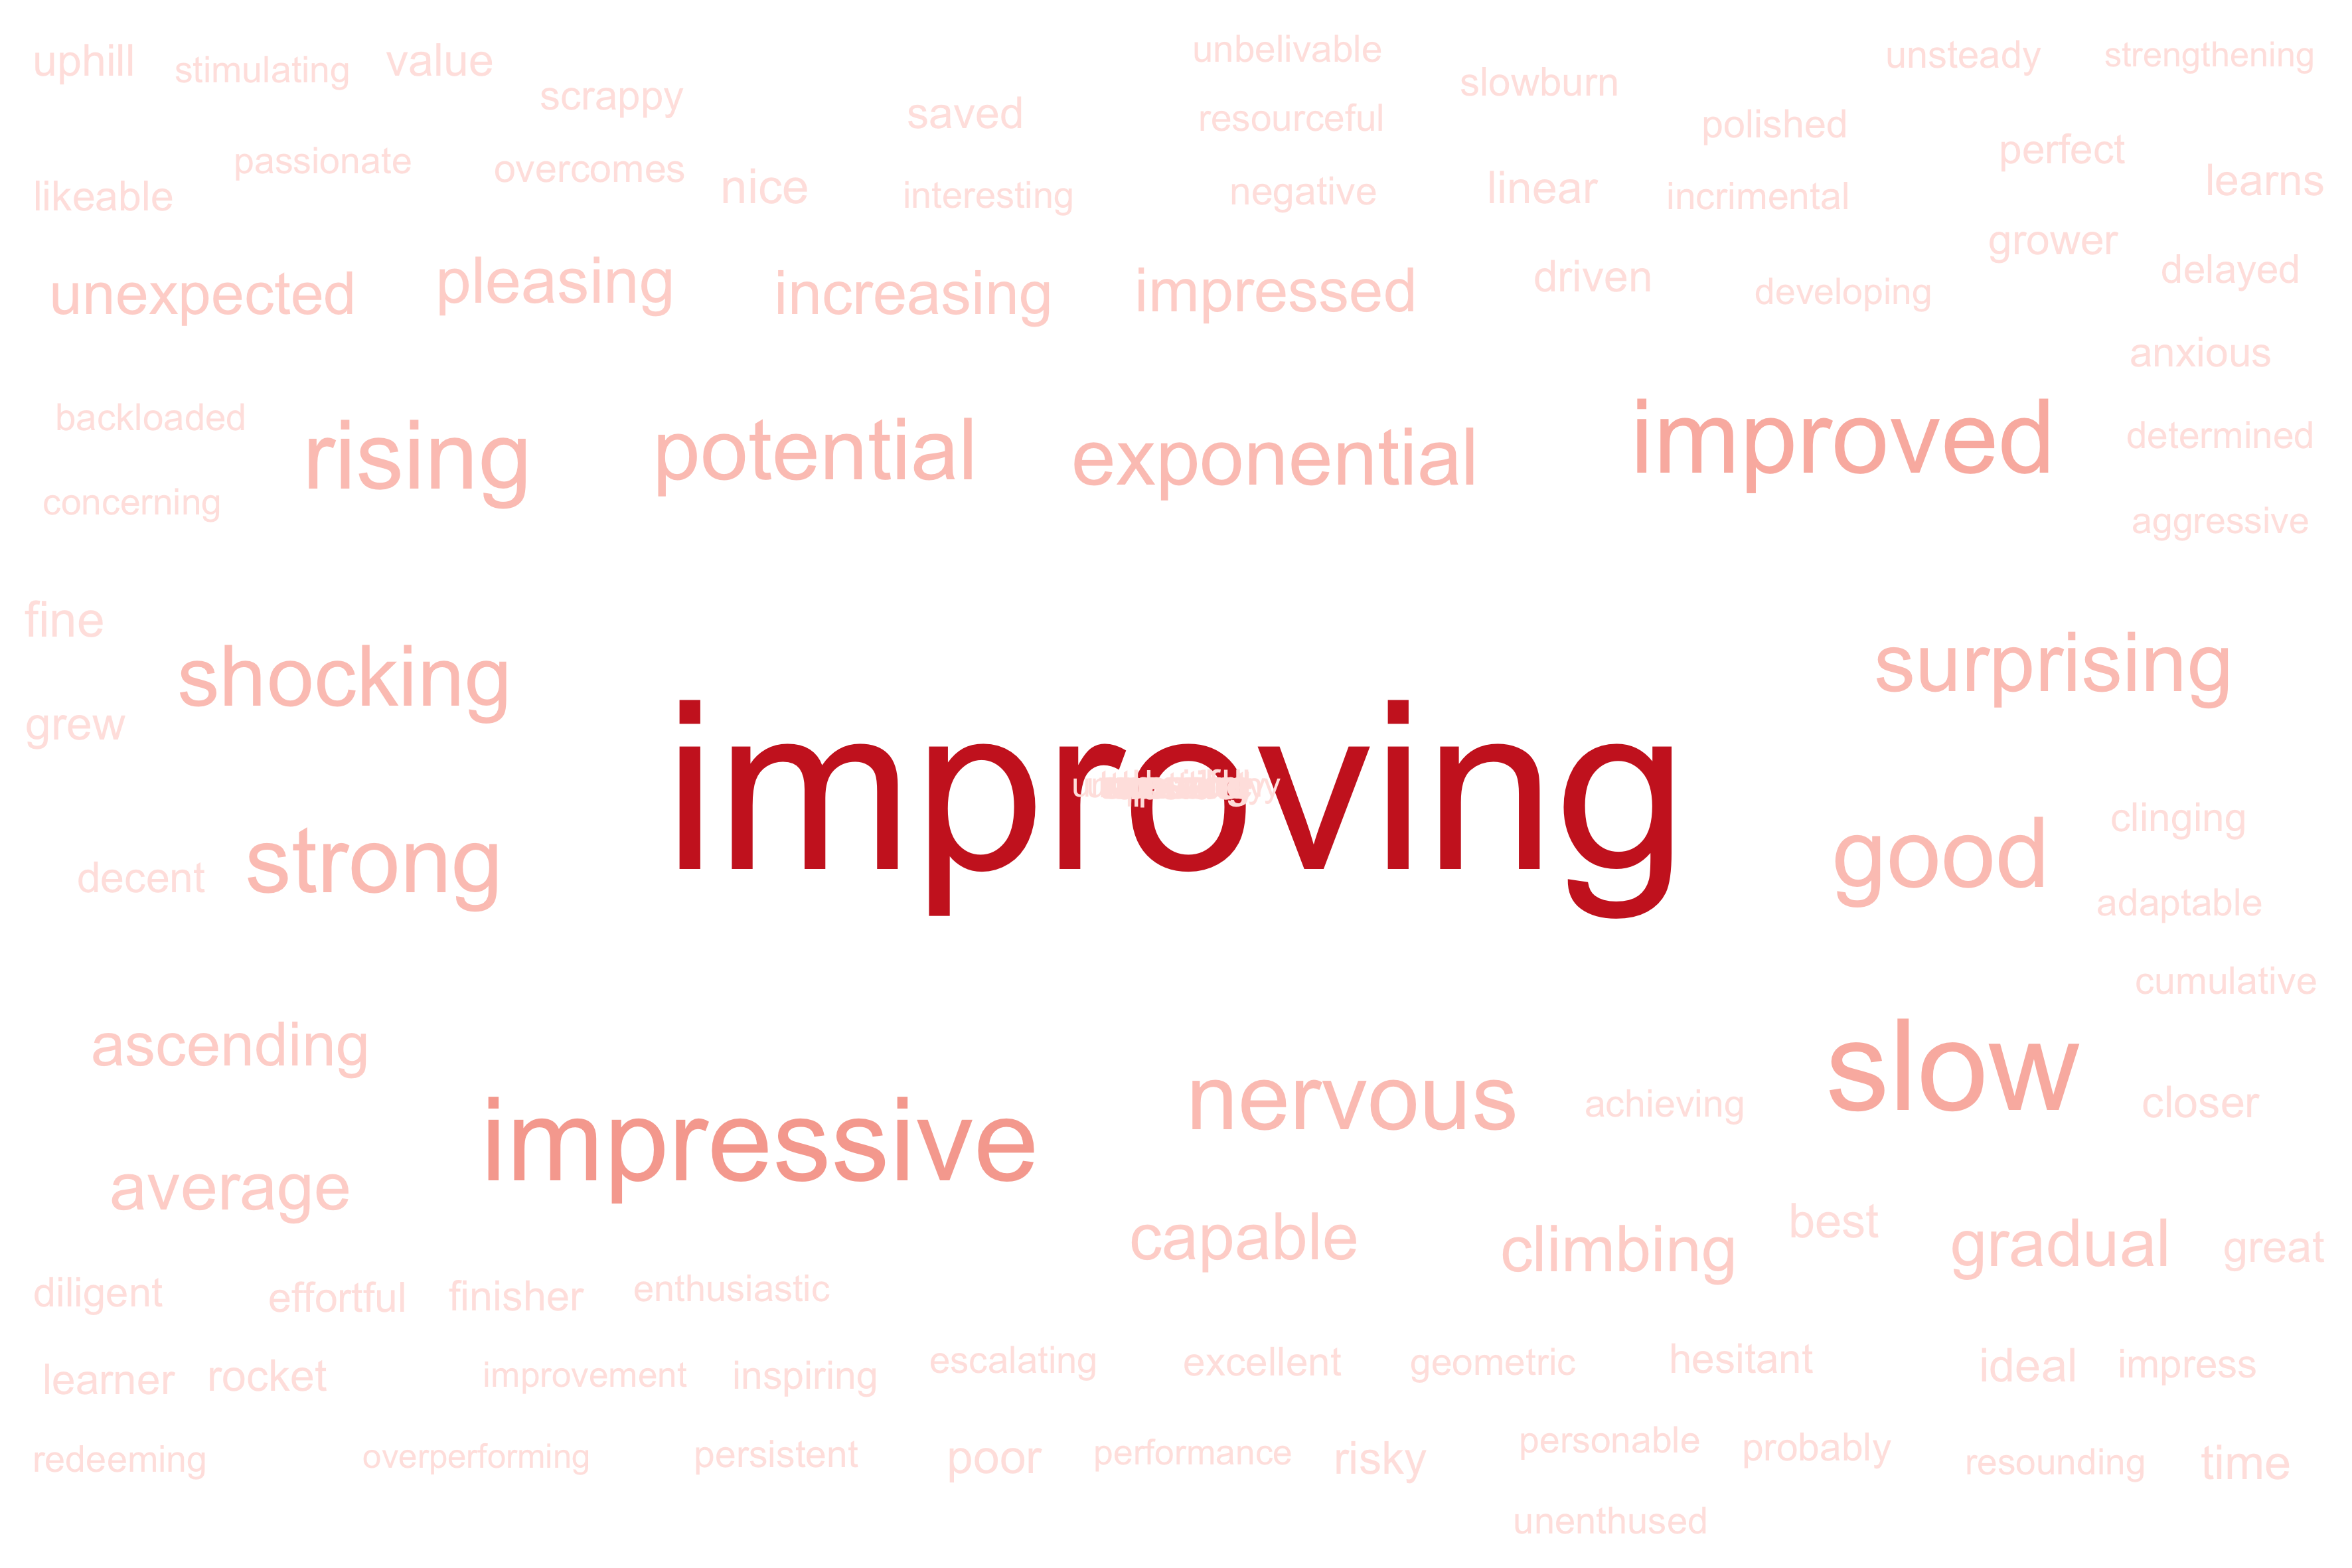 uphill stimulating value unbelivable unsteady strengthening
scrappy saved resourceful slowburn polished
likeable passionate overcomes nice interesting negative linear incrimental perfect learns
unexpected pleasing increasing impressed driven developing grower delayed
anxious
backloaded rising potential exponential improved determined
concerning aggressive
fine
shocking surprising
grew
improving
strong good clinging
decent adaptable
cumulative
ascending
impressive nervous achieving slow closer
average
capable climbing best gradual great
diligent effortful finisher enthusiastic
learner rocket improvement inspiring escalating excellent geometric hesitant ideal impress
redeeming overperforming persistent poor performance risky personable probably resounding time
unenthused